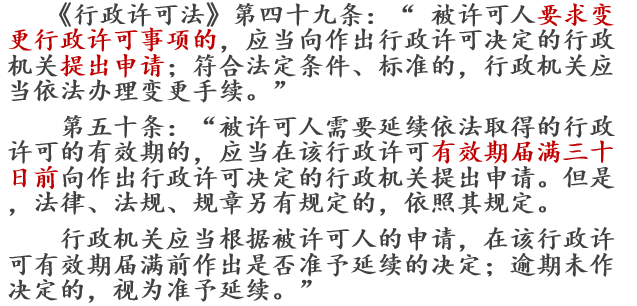 《行政许可法》第四十九条：“ 被许可人要求变
更行政许可事项的，应当向作出行政许可决定的行政
机关提出申请；符合法定条件、标准的，行政机关应
当依法办理变更手续。”
第五十条：“被许可人需要延续依法取得的行政
许可的有效期的，应当在该行政许可有效期届满三十
日前向作出行政许可决定的行政机关提出申请。但是
，法律、法规、规章另有规定的，依照其规定。
行政机关应当根据被许可人的申请，在该行政许
可有效期届满前作出是否准予延续的决定；逾期未作
决定的，视为准予延续。”